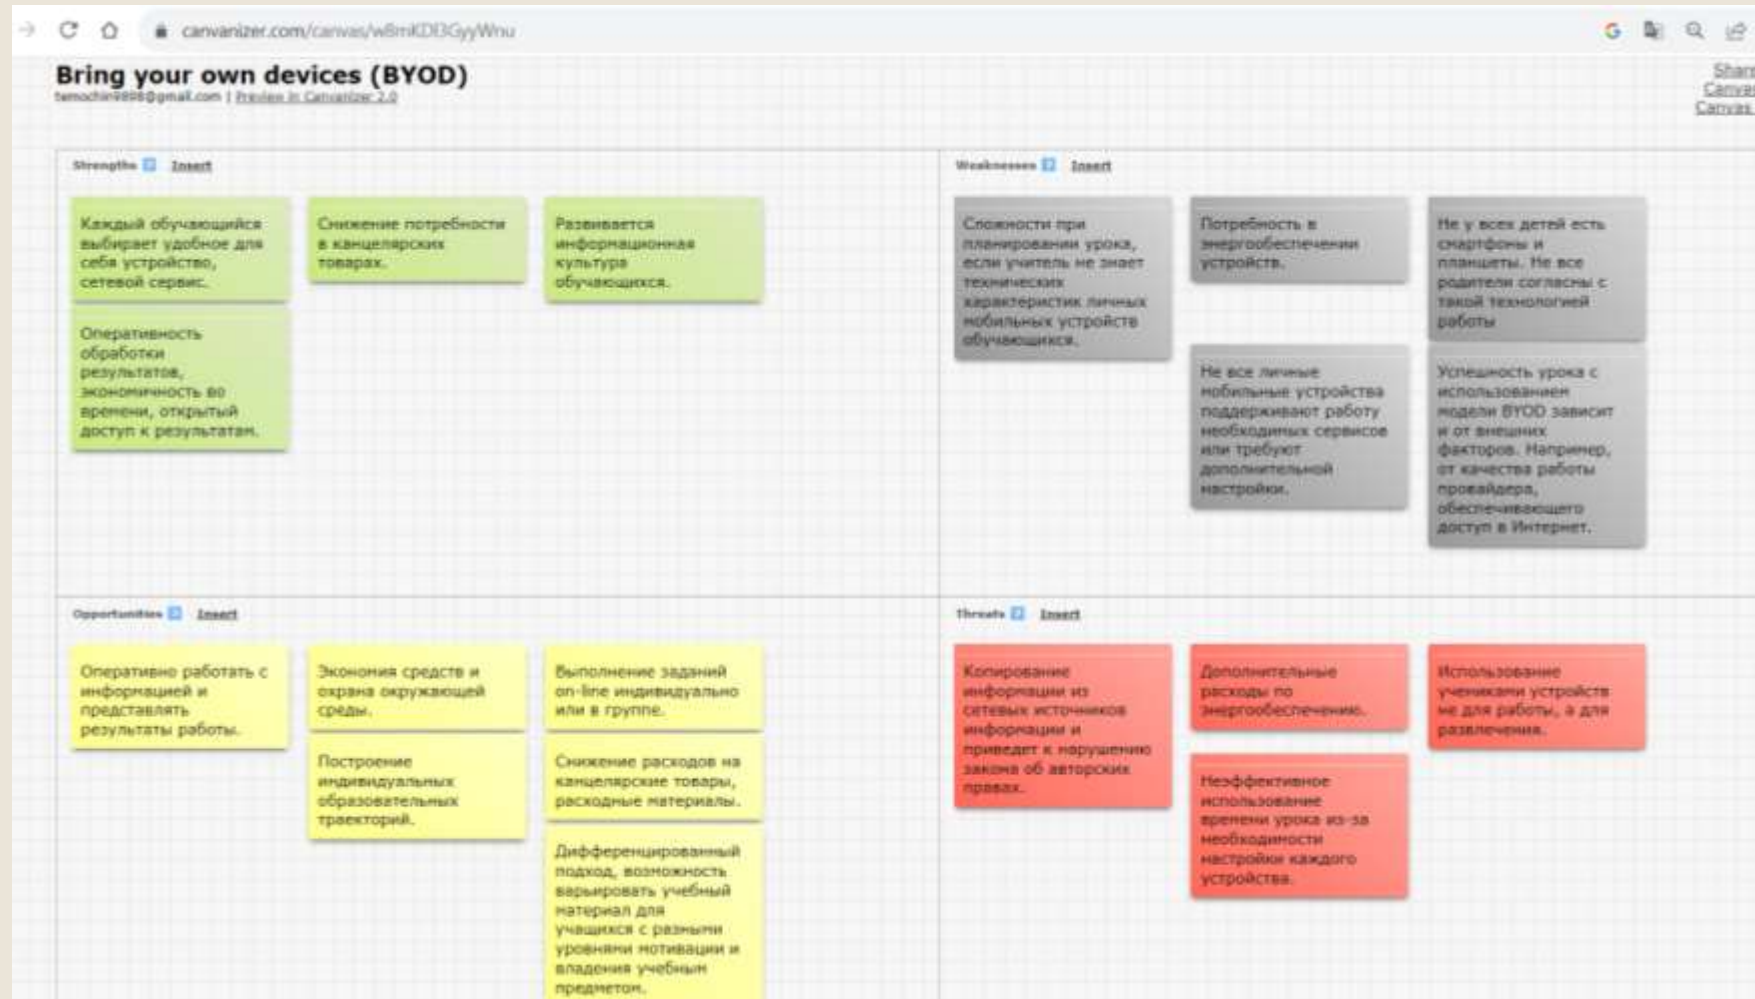 canvanizer.com/canvas/
Bring your own devices (BYOD)
| Preview in Canvanizer 2.0
Share
Canvas
Canvas
Strengths Insert
Каждый обучающийся
выбирает удобное для
себя устройство,
сетевой сервис.
Снижение потребности
в канцелярских
товарах.
Развивается
информационная
культура
обучающихся.
Оперативность
обработки
результатов,
экономичность во
времени, открытый
доступ к результатам.
Weaknesses Insert
Сложности при
планировании урока,
если учитель не знает
технических
характеристик личных
мобильных устройств
обучающихся.
Потребность в
энергообеспечении
устройств.
Не у всех детей есть
смартфоны и
планшеты. Не все
родители согласны с
такой технологией
работы
Не все личные
мобильные устройства
поддерживают работу
необходимых сервисов
или требуют
дополнительной
настройки.
Успешность урока с
использованием
модели BYOD зависит
и от внешних
факторов. Например,
от качества работы
провайдера,
обеспечивающего
доступ в Интернет.
Opportunities Insert
Оперативно работать с
информацией и
представлять
результаты работы.
Экономия средств и
охрана окружающей
среды.
Выполнение заданий
on-line индивидуально
или в группе.
Построение
индивидуальных
образовательных
траекторий.
Снижение расходов на
канцелярские товары,
расходные материалы.
Дифференцированный
подход, возможность
варьировать учебный
материал для
учащихся с разными
уровнями мотивации и
владения учебным
предметом.
Threats Insert
Копирование
информации из
сетевых источников
информации и
приведет к нарушению
закона об авторских
правах.
Дополнительные
расходы по
энергообеспечению.
Использование
учениками устройств
не для работы, а для
развлечения.
Неэффективное
использование
времени урока из-за
необходимости
настройки каждого
устройства.